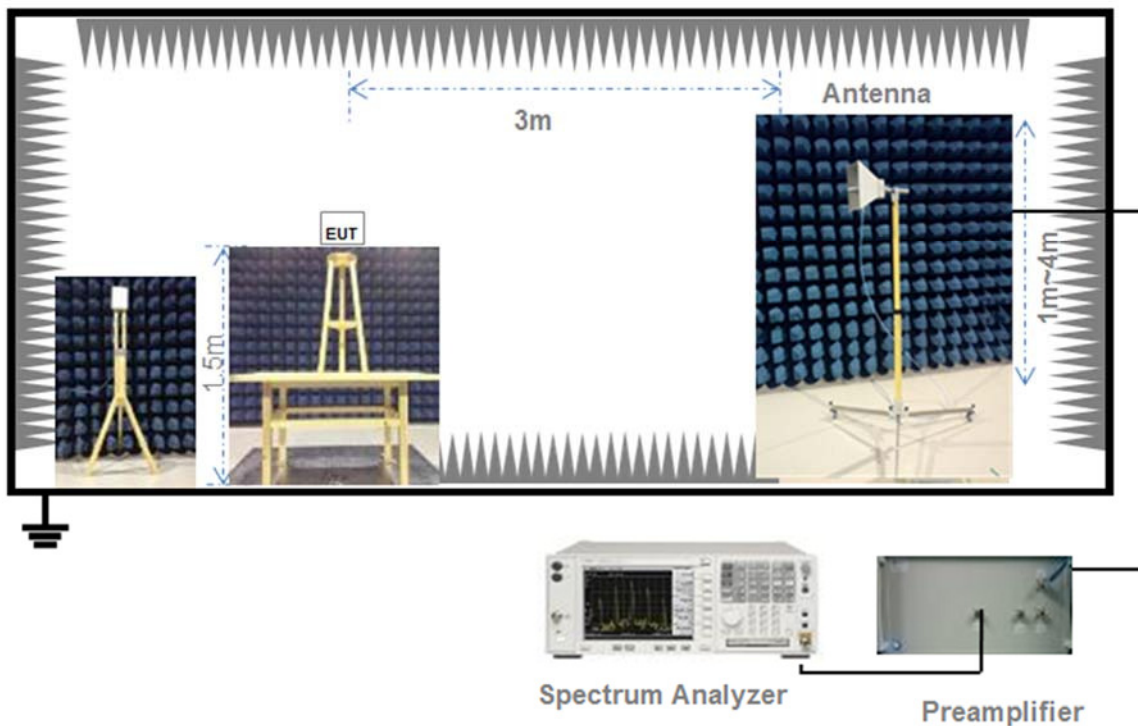 Antenna
3m
EUT
1.5m
1m~4m
Spectrum Analyzer
Preamplifier